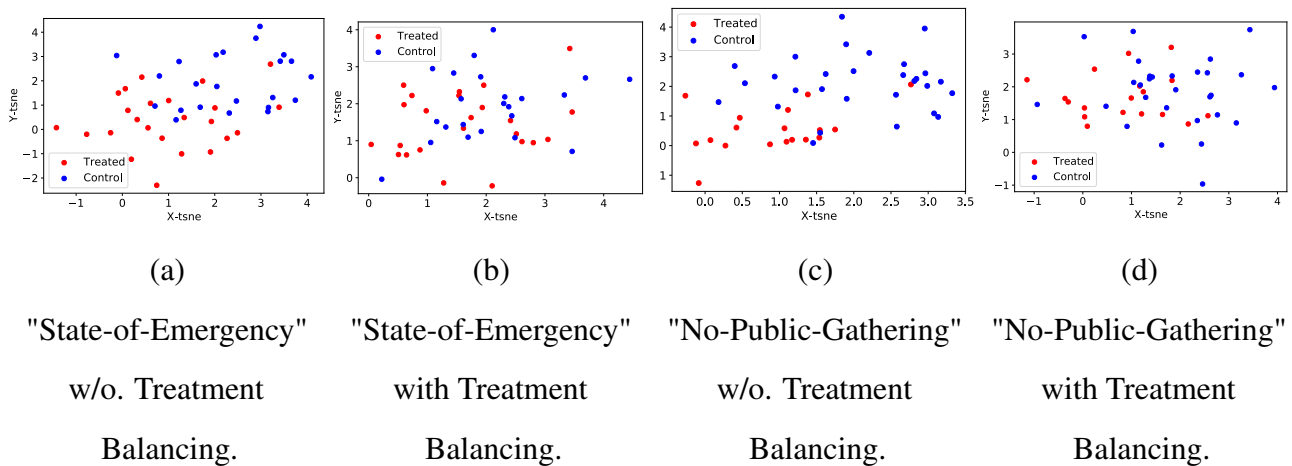 4
3
2
1
0
−1
−2
Y-tsne
Treated
Control
−1 0 1 2 3 4
X-tsne
4
3
2
1
0
Y-tsne
Treated
Control
0 1 2 3 4
X-tsne
4
3
2
1
0
1
Treated
Control
0.0 0.5 1.0 1.5 2.0 2.5 3.0 3.5
X-tsne
4
3
2
1
0
−1
Y-tsne
Treated
Control
−1 0 1 2 3 4
X-tsne
(a) (b) (c) (d)
"State-of-Emergency" "State-of-Emergency" "No-Public-Gathering" "No-Public-Gathering"
w/o. Treatment with Treatment w/o. Treatment with Treatment
Balancing. Balancing. Balancing. Balancing.